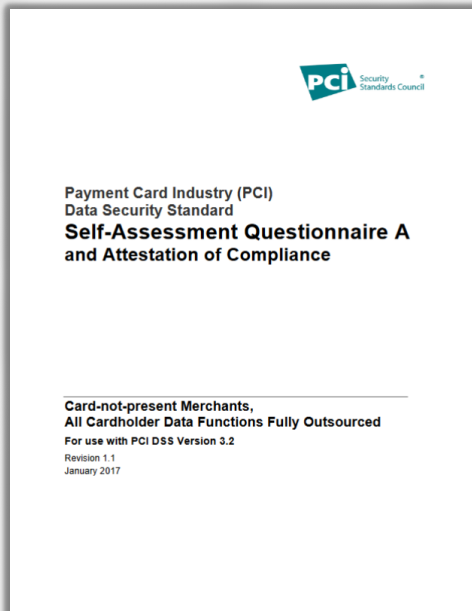 PCI Security ®
Standards Council
Payment Card Industry (PCI)
Data Security Standard
Self-Assessment Questionnaire A
and Attestation of Compliance
Card-not-present Merchants,
All Cardholder Data Functions Fully Outsourced
For use with PCI DSS Version 3.2
Revision 1.1
January 2017